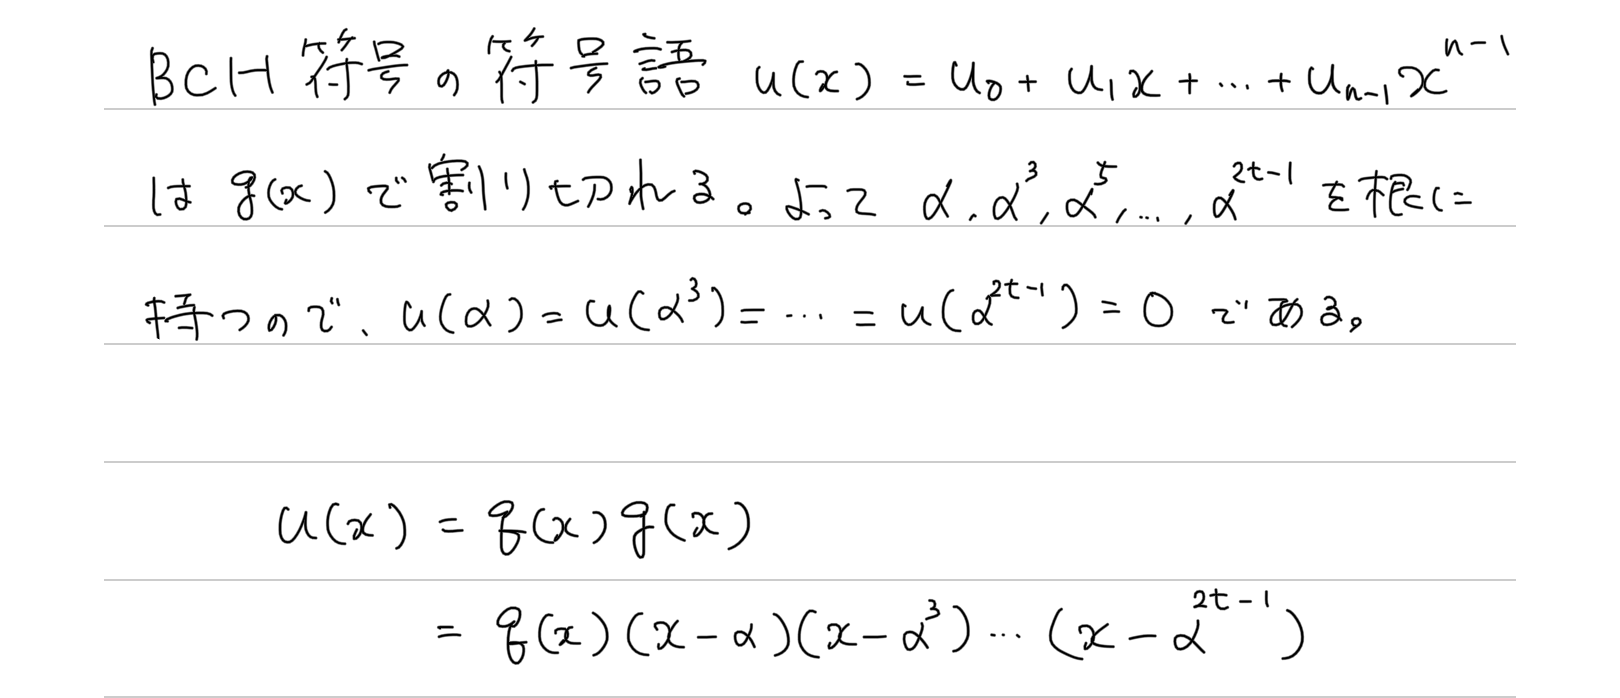 BCH符号の符号語 u(x) = u₀ + u₁x + … + uₙ₋₁xⁿ⁻¹
は g(x) で割り切れる。よって α, α³, α⁵, …, α²ᵗ⁻¹ を根に
持つので、u(α) = u(α³) = … = u(α²ᵗ⁻¹) = 0 である。
u(x) = q(x)g(x)
= q(x)(x-α)(x-α³)…(x-α²ᵗ⁻¹)